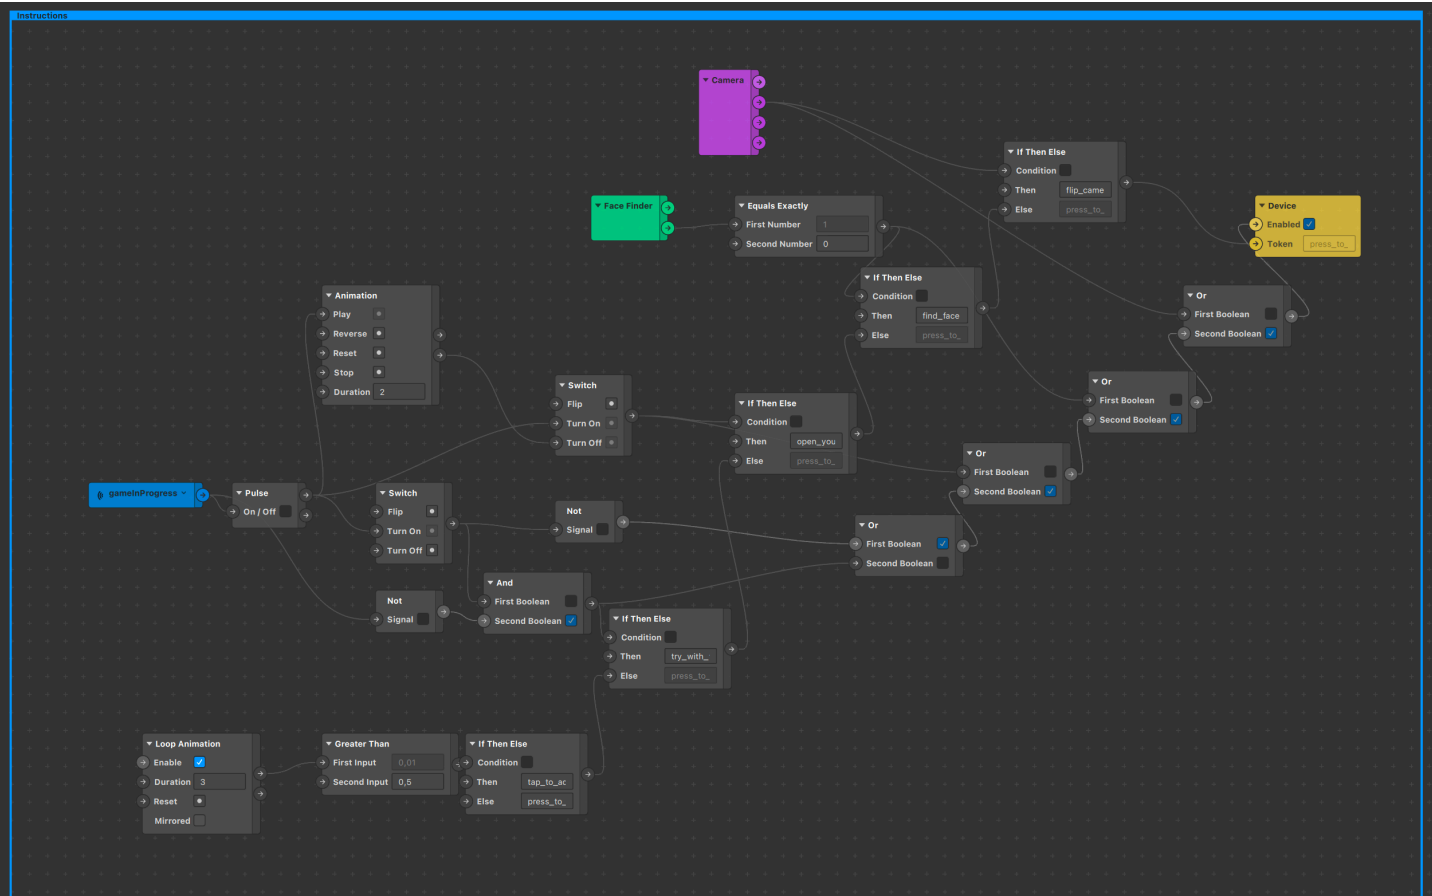 Instructions
Camera
If Then Else
Condition
Then flip_came
Else press_to_
Face Finder
Equals Exactly
First Number 1
Second Number 0
Device
Enabled
Token press_to_
If Then Else
Condition
Then find_face
Else press_to_
Animation
Play
Reverse
Reset
Stop
Duration 2
Or
First Boolean
Second Boolean
Switch
Flip
Turn On
Turn Off
If Then Else
Condition
Then open_you
Else press_to_
Or
First Boolean
Second Boolean
Or
First Boolean
Second Boolean
gameInProgress
Pulse
On / Off
Switch
Flip
Turn On
Turn Off
Not
Signal
Or
First Boolean
Second Boolean
Not
Signal
And
First Boolean
Second Boolean
If Then Else
Condition
Then try_with_
Else press_to_
Loop Animation
Enable
Duration 3
Reset
Mirrored
Greater Than
First Input 0,01
Second Input 0,5
If Then Else
Condition
Then tap_to_ac
Else press_to_